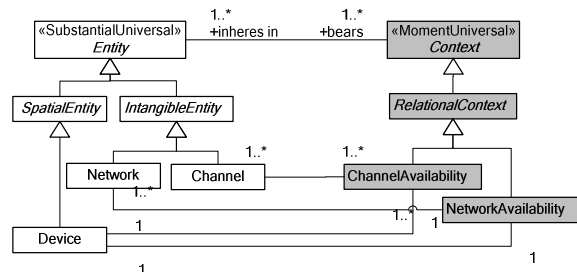 1..* 1..*
«SubstantialUniversal» «MomentUniversal»
Entity +inheres in +bears Context
SpatialEntity IntangibleEntity RelationalContext
1..* 1..*
Network Channel ChannelAvailability
1..*
1..* 1 NetworkAvailability
1
Device
1
1